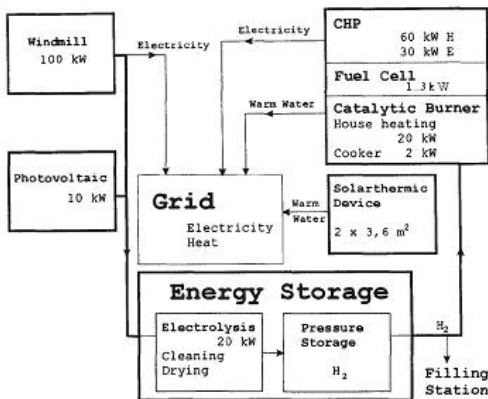 Windmill
100 kW
Electricity
Electricity
CHP
60 kW H
30 kW E
Fuel Cell
1..3kW
Warm Water
Catalytic Burner
House heating
20 kW
Cooker 2 kW
Photovoltaic
10 kW
Grid
Electricity
Heat
Warm
Water
Solarthermic
Device
2 x 3,6 m²
Energy Storage
Electrolysis
20 kW
Cleaning
Drying
Pressure
Storage
H₂
H₂
Filling
Station